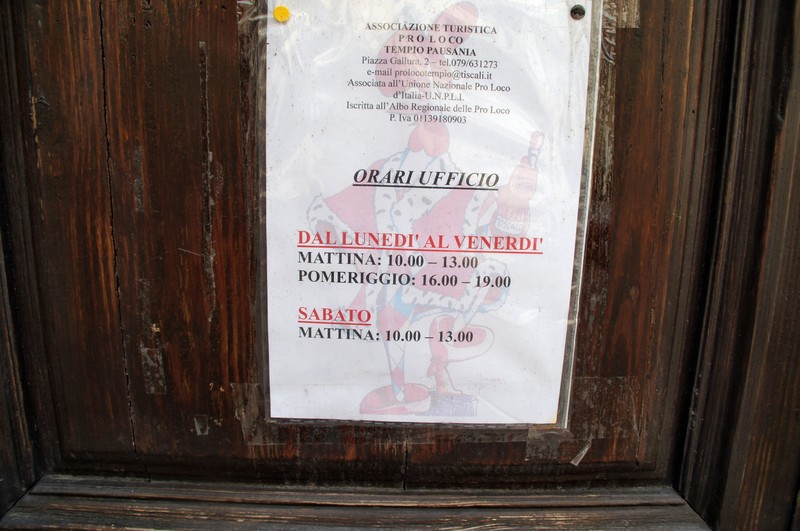 ASSOCIAZIONE TURISTICA
PRO LOCO
TEMPIO PAUSANIA
Piazza Gallura, 2 – tel.079/631273
e-mail prolocotempio@tiscali.it
Associata all'Unione Nazionale Pro Loco
d'Italia-U.N.P.L.I.
Iscritta all'Albo Regionale delle Pro Loco
P. Iva 01139180903
ORARI UFFICIO
DAL LUNEDI' AL VENERDI'
MATTINA: 10.00 – 13.00
POMERIGGIO: 16.00 – 19.00
SABATO
MATTINA: 10.00 – 13.00